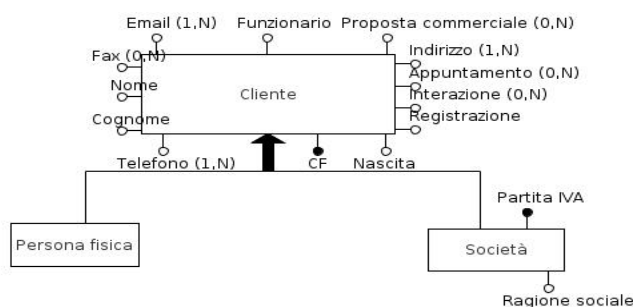 Email (1,N) Funzionario Proposta commerciale (0,N)
Fax (0,N) Indirizzo (1,N)
Nome Cliente Appuntamento (0,N)
Interazione (0,N)
Cognome Registrazione
Telefono (1,N) CF Nascita
Partita IVA
Persona fisica Società
Ragione sociale